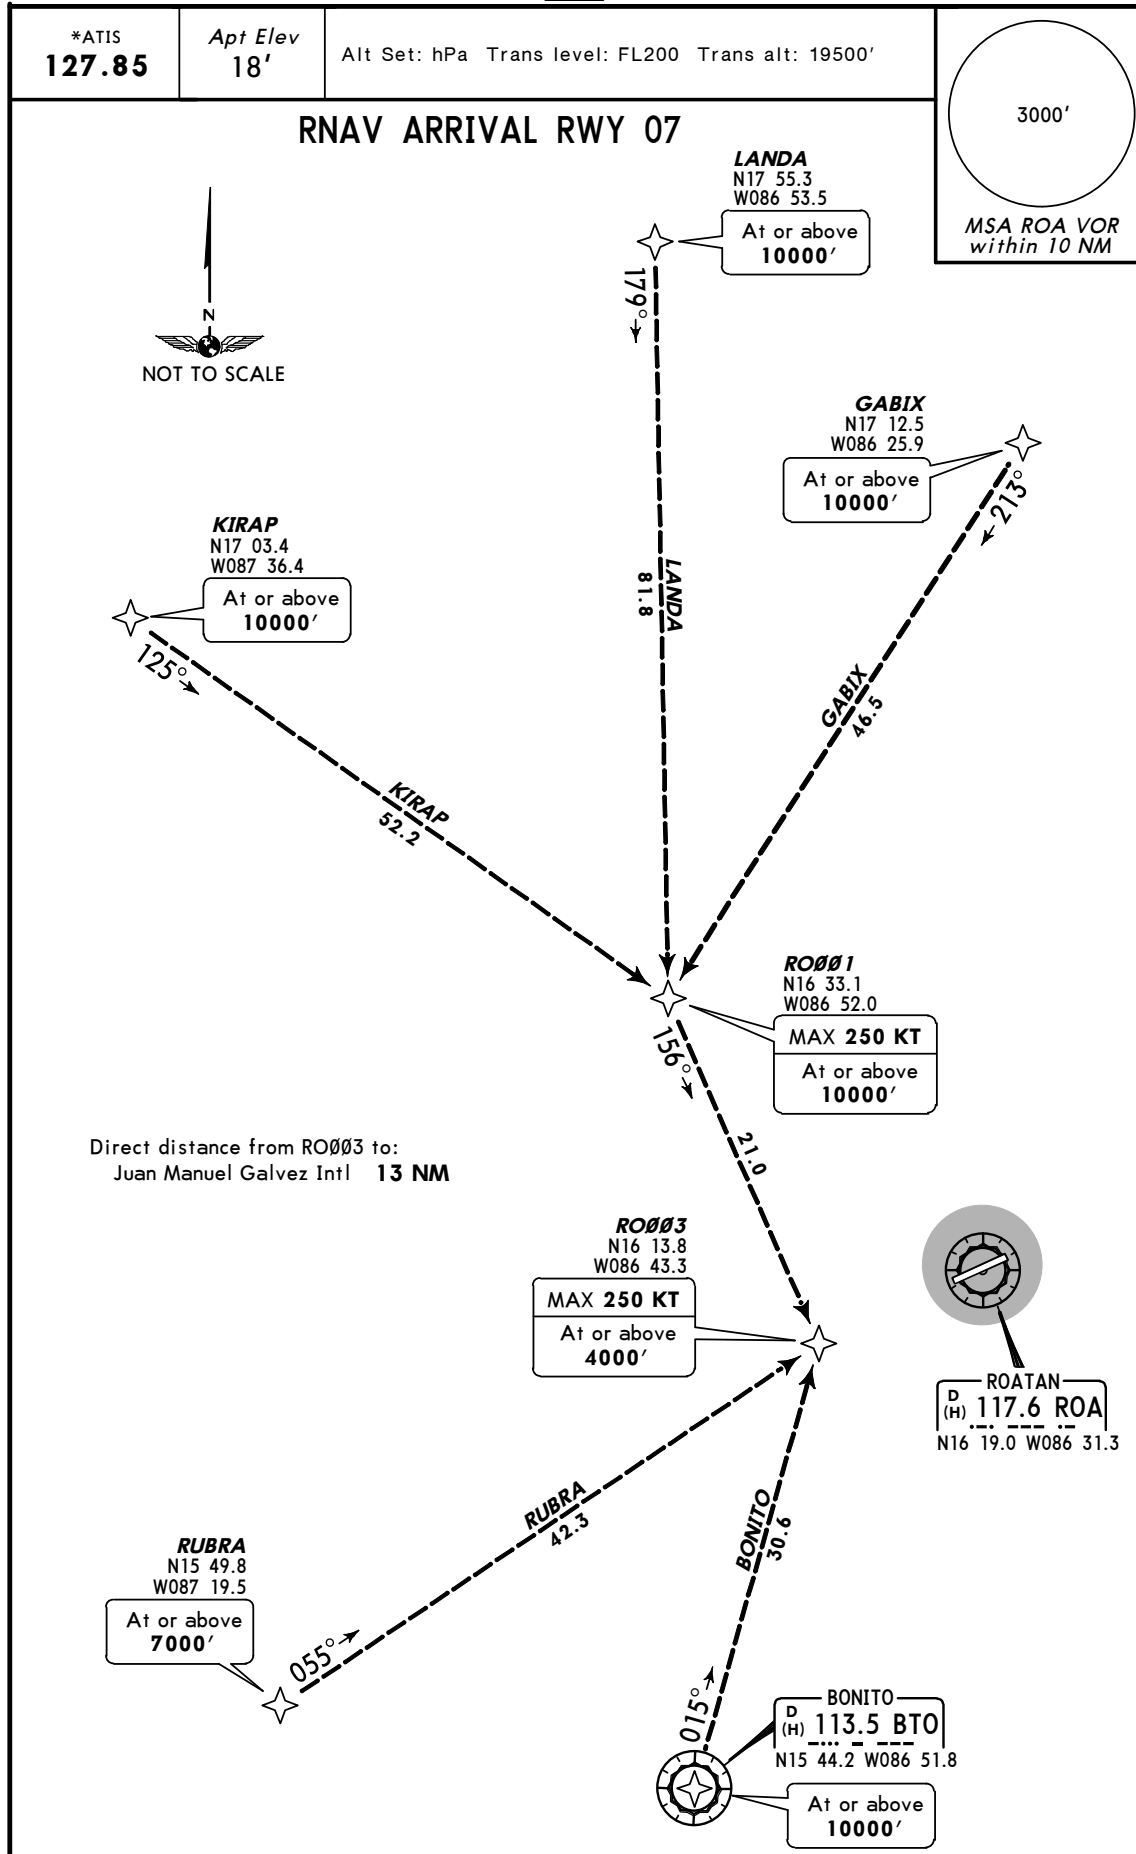 *ATIS
127.85
Apt Elev
18'
Alt Set: hPa Trans level: FL200 Trans alt: 19500'
3000'
MSA ROA VOR
within 10 NM
RNAV ARRIVAL RWY 07
LANDA
N17 55.3
W086 53.5
At or above
10000'
179°
N
NOT TO SCALE
GABIX
N17 12.5
W086 25.9
At or above
10000'
213°
KIRAP
N17 03.4
W087 36.4
At or above
10000'
125°
LANDA
81.8
GABIX
46.5
KIRAP
52.2
ROØØ1
N16 33.1
W086 52.0
MAX 250 KT
At or above
10000'
156°
21.0
Direct distance from ROØØ3 to:
Juan Manuel Galvez Intl 13 NM
ROØØ3
N16 13.8
W086 43.3
MAX 250 KT
At or above
4000'
ROATAN
D
(H) 117.6 ROA
N16 19.0 W086 31.3
RUBRA
42.3
BONITO
30.6
RUBRA
N15 49.8
W087 19.5
At or above
7000'
055°
015°
BONITO
D
(H) 113.5 BTO
N15 44.2 W086 51.8
At or above
10000'